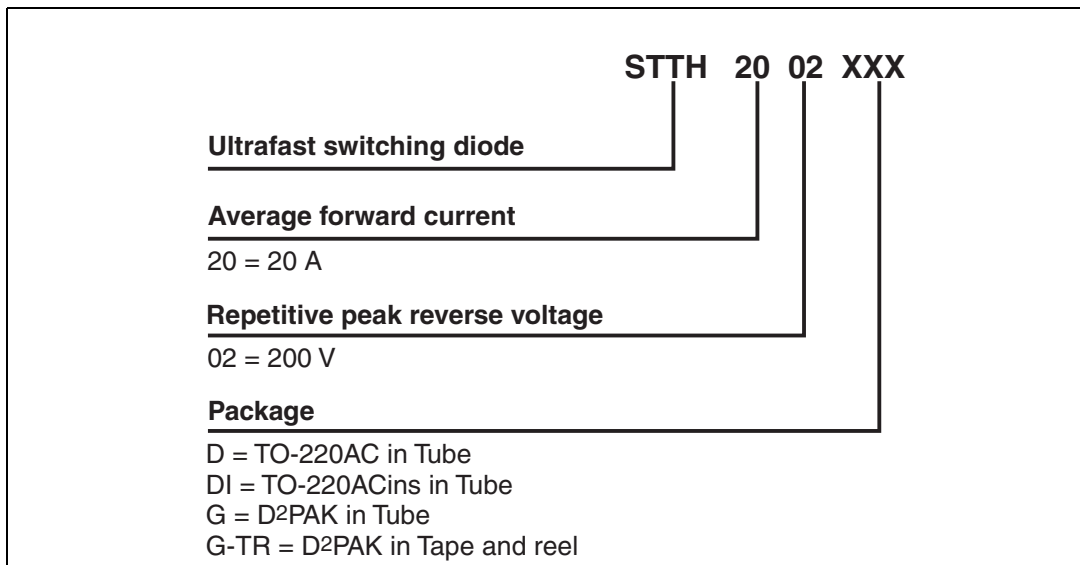 STTH 20 02 XXX
Ultrafast switching diode
Average forward current
20 = 20 A
Repetitive peak reverse voltage
02 = 200 V
Package
D = TO-220AC in Tube
DI = TO-220ACins in Tube
G = D2PAK in Tube
G-TR = D2PAK in Tape and reel